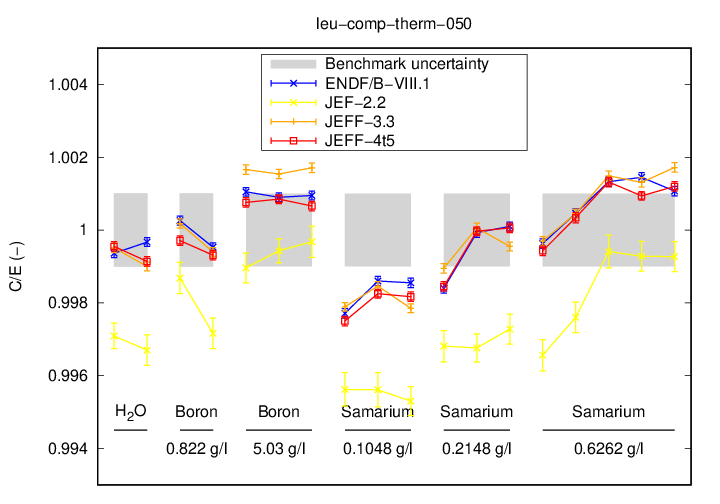 leu-comp-therm-050
Benchmark uncertainty
ENDF/B-VIII.1
JEF-2.2
JEFF-3.3
JEFF-4t5
C/E (-)
1.004
1.002
1
0.998
0.996
0.994
H2O
Boron
Boron
Samarium
Samarium
Samarium
0.822 g/l
5.03 g/l
0.1048 g/l
0.2148 g/l
0.6262 g/l